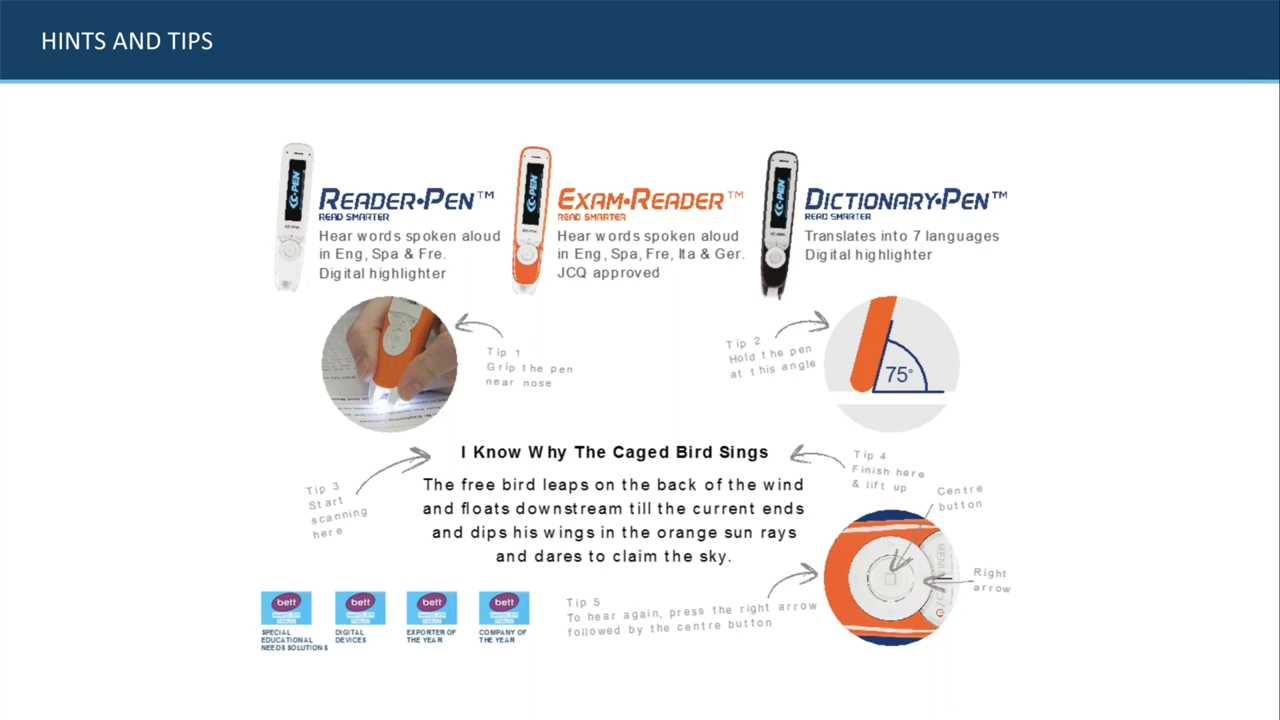 HINTS AND TIPS
READER•PEN™
READ SMARTER
Hear words spoken aloud
in Eng, Spa & Fre.
Digital highlighter
EXAM•READER™
READ SMARTER
Hear words spoken aloud
in Eng, Spa, Fre, Ita & Ger.
JCQ approved
DICTIONARY•PEN™
READ SMARTER
Translates into 7 languages
Digital highlighter
C-PEN
C-PEN
C-PEN
Tip 1
Grip the pen
near nose
Tip 2
Hold the pen
at this angle
75°
I Know Why The Caged Bird Sings
The free bird leaps on the back of the wind
and floats downstream till the current ends
and dips his wings in the orange sun rays
and dares to claim the sky.
Tip 3
Start
scanning
here
Tip 4
Finish here
& lift up
Centre
button
MENU
Right
arrow
Tip 5
To hear again, press the right arrow
followed by the centre button
bett
SPECIAL
EDUCATIONAL
NEEDS SOLUTIONS
bett
DIGITAL
DEVICES
bett
EXPORTER OF
THE YEAR
bett
COMPANY OF
THE YEAR